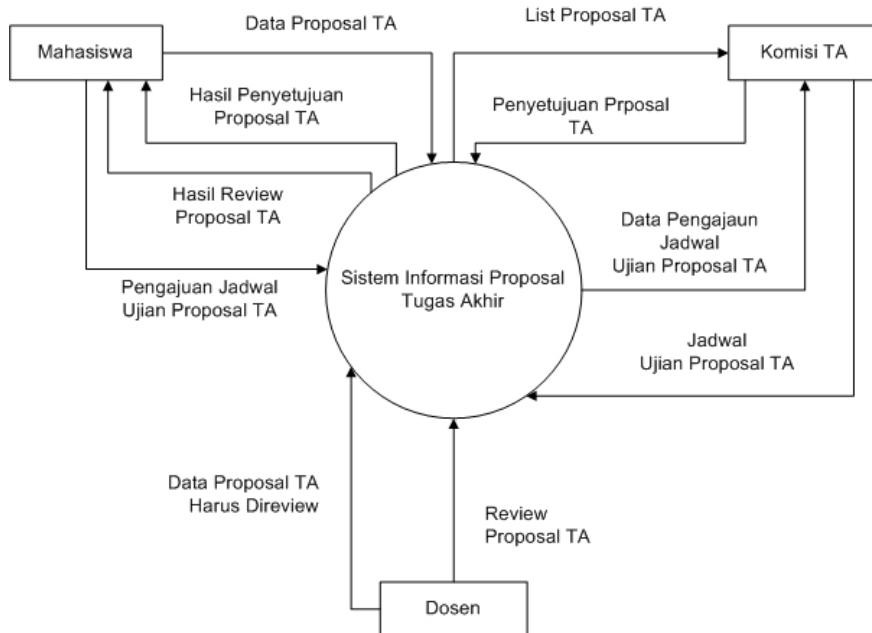 Data Proposal TA
List Proposal TA
Mahasiswa
Komisi TA
Hasil Penyetujuan
Proposal TA
Penyetujuan Prposal
TA
Hasil Review
Proposal TA
Data Pengajaun
Jadwal
Ujian Proposal TA
Sistem Informasi Proposal
Tugas Akhir
Pengajuan Jadwal
Ujian Proposal TA
Jadwal
Ujian Proposal TA
Data Proposal TA
Harus Direview
Review
Proposal TA
Dosen